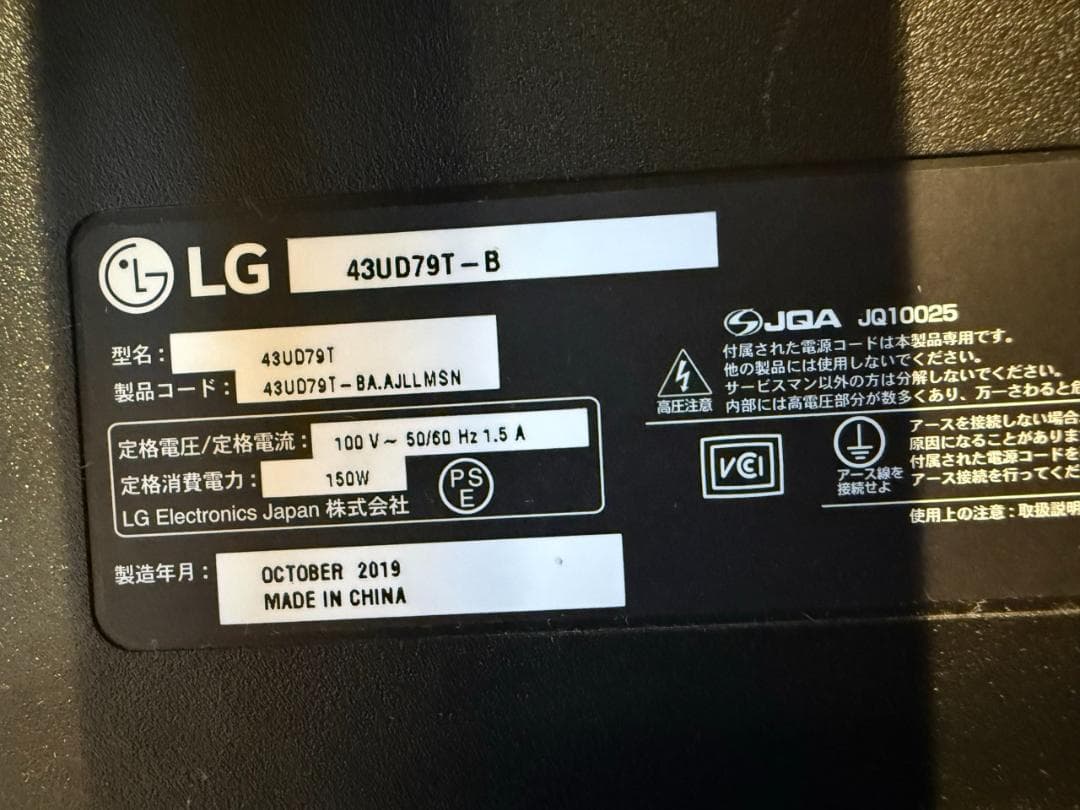 LG 43UD79T-B
型名: 43UD79T
製品コード: 43UD79T-BA.AJLLMSN
定格電圧/定格電流: 100 V~ 50/60 Hz 1.5 A
定格消費電力: 150W
LG Electronics Japan 株式会社
PS
E
製造年月: OCTOBER 2019
MADE IN CHINA
JQA JQ10025
付属された電源コードは本製品専用です。
他の製品には使用しないでください。
サービスマン以外の方は分解しないでください。
内部には高電圧部分が数多くあり、万一さわると危
高圧注意
VCI
アース線を
接続せよ
アースを接続しない場合
原因になることがありま
付属された電源コードを
アース接続を行ってくだ
使用上の注意:取扱説明